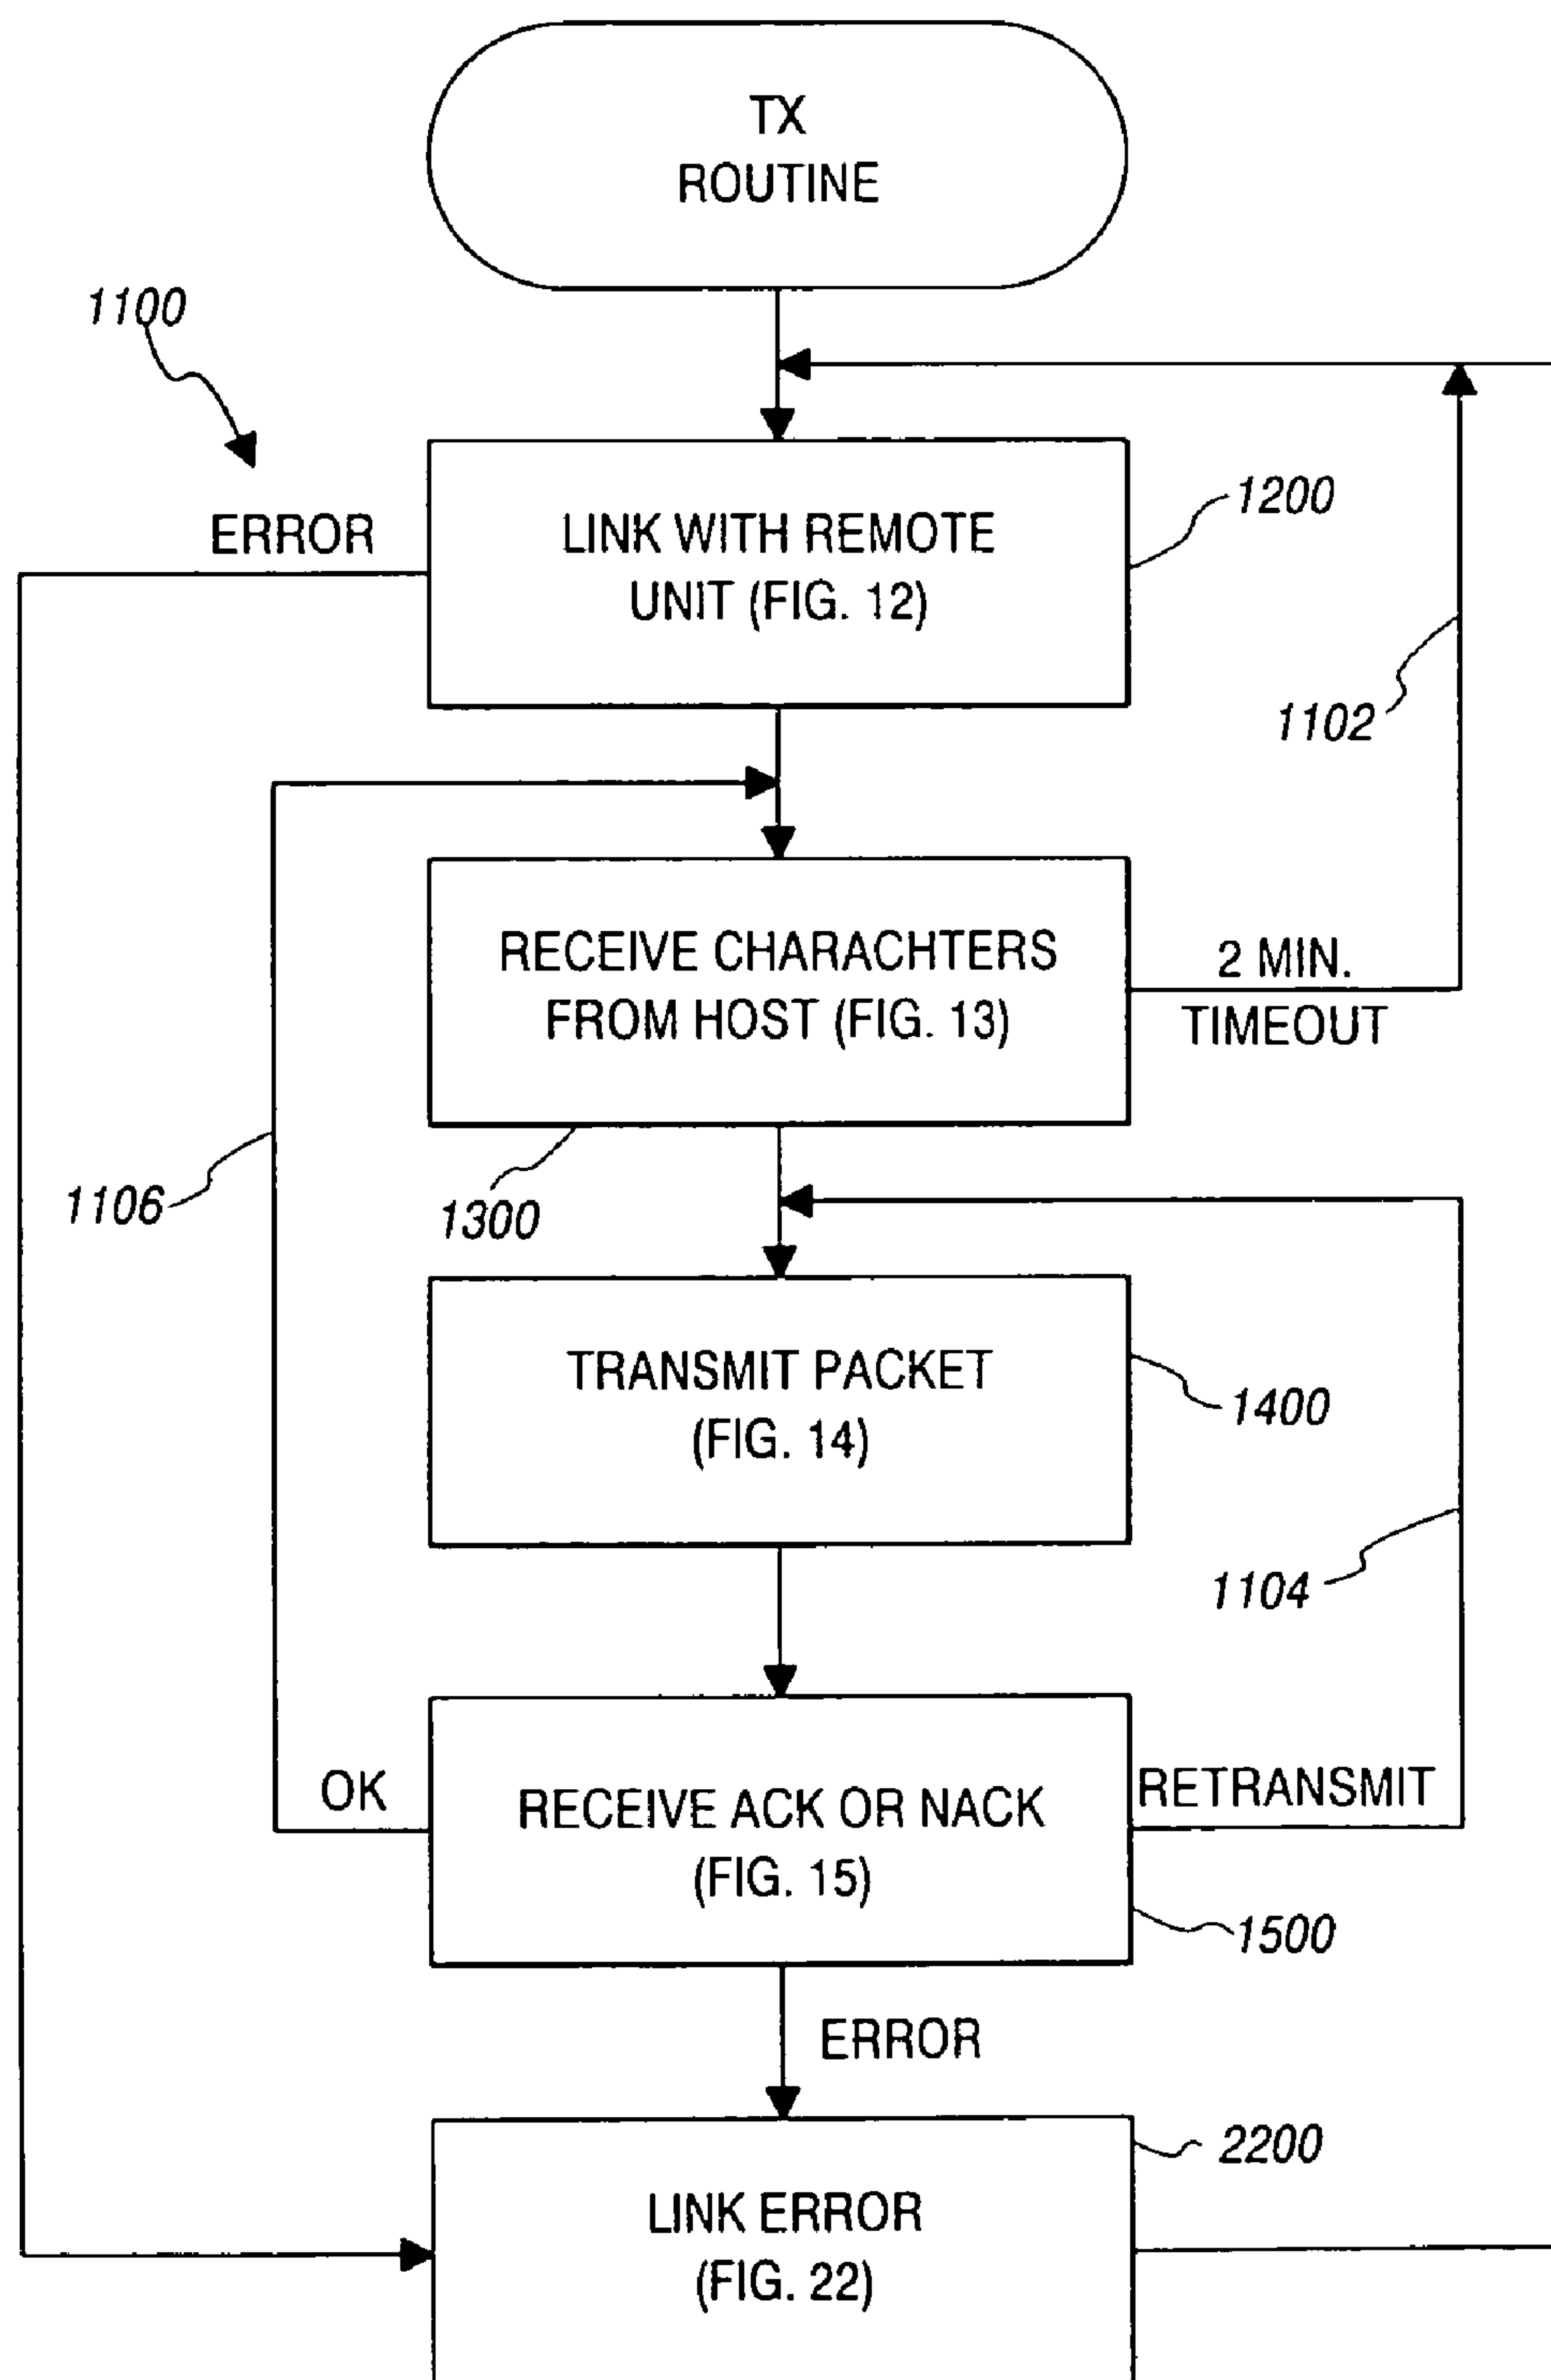 TX
ROUTINE
1100
ERROR
LINK WITH REMOTE
UNIT (FIG. 12)
1200
1102
RECEIVE CHARACHTERS
FROM HOST (FIG. 13)
2 MIN.
TIMEOUT
1106
1300
TRANSMIT PACKET
(FIG. 14)
1400
1104
OK
RECEIVE ACK OR NACK
(FIG. 15)
RETRANSMIT
1500
ERROR
2200
LINK ERROR
(FIG. 22)